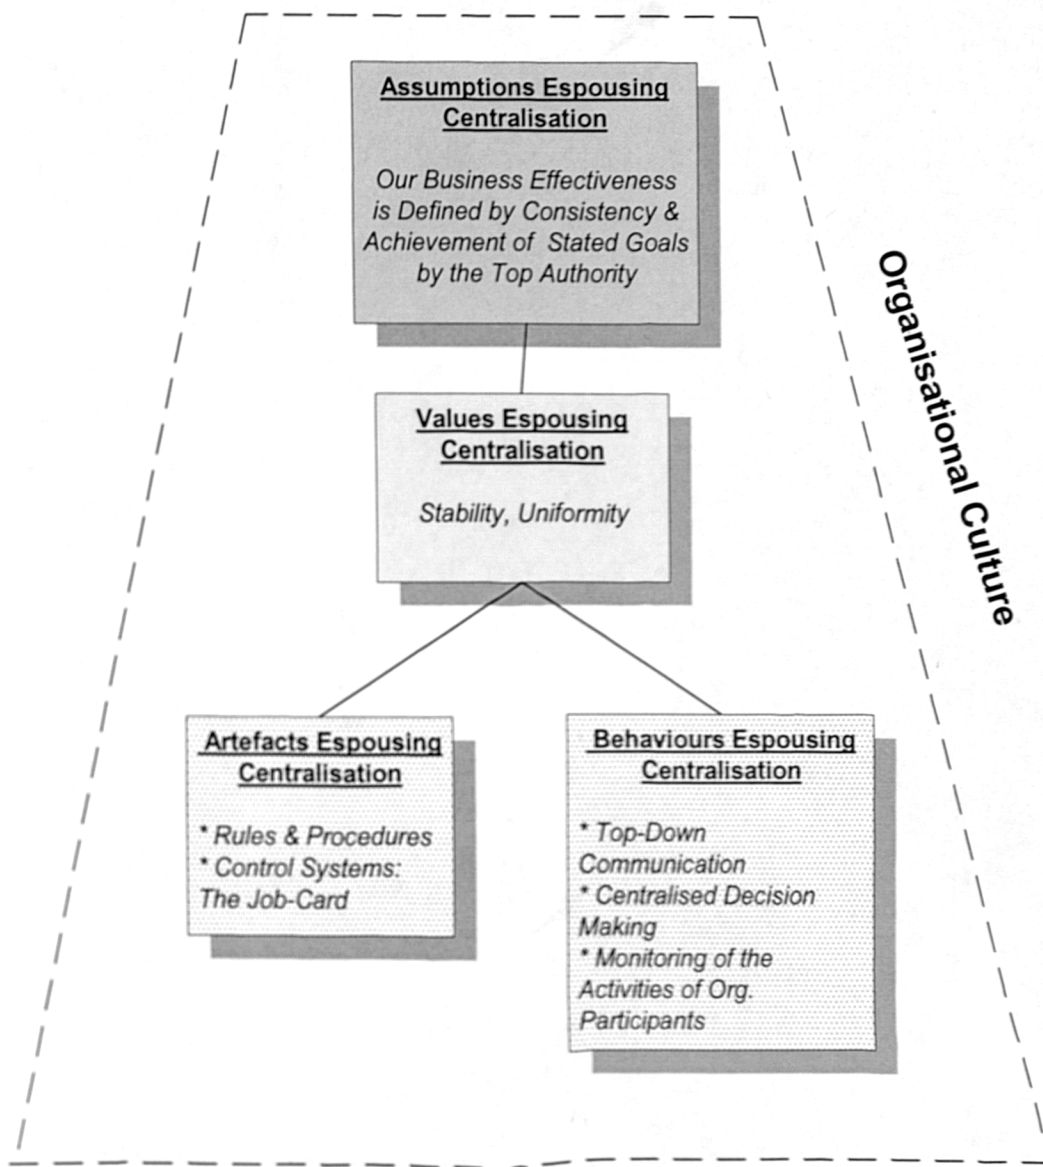 Assumptions Espousing
Centralisation
Our Business Effectiveness
is Defined by Consistency &
Achievement of Stated Goals
by the Top Authority
Organisational Culture
Values Espousing
Centralisation
Stability, Uniformity
Artefacts Espousing
Centralisation
* Rules & Procedures
* Control Systems:
The Job-Card
Behaviours Espousing
Centralisation
* Top-Down
Communication
* Centralised Decision
Making
* Monitoring of the
Activities of Org.
Participants